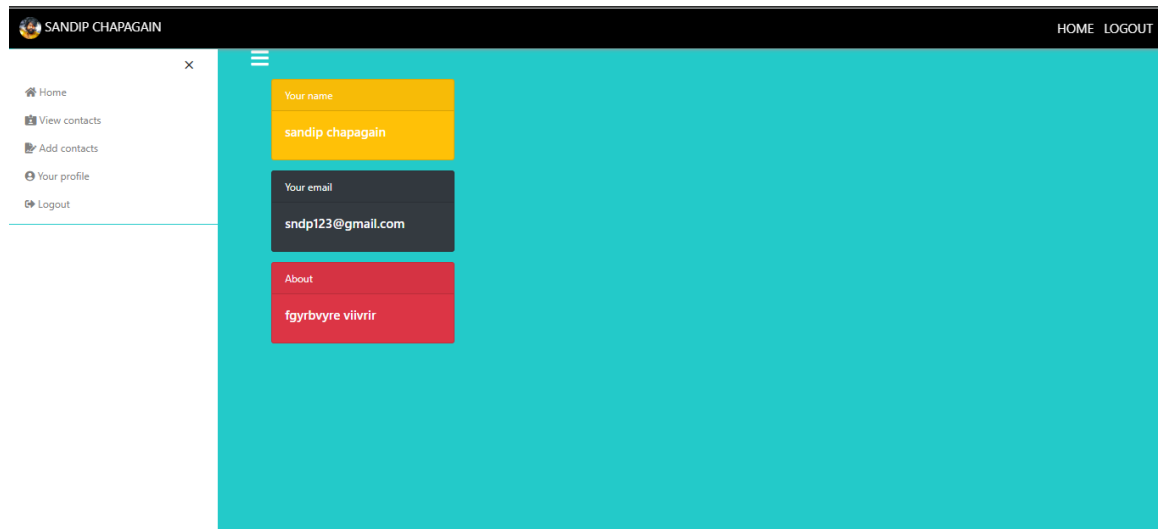 SANDIP CHAPAGAIN
HOME LOGOUT
Home
View contacts
Add contacts
Your profile
Logout
Your name
sandip chapagain
Your email
sndp123@gmail.com
About
fgyrbvyre viivrir